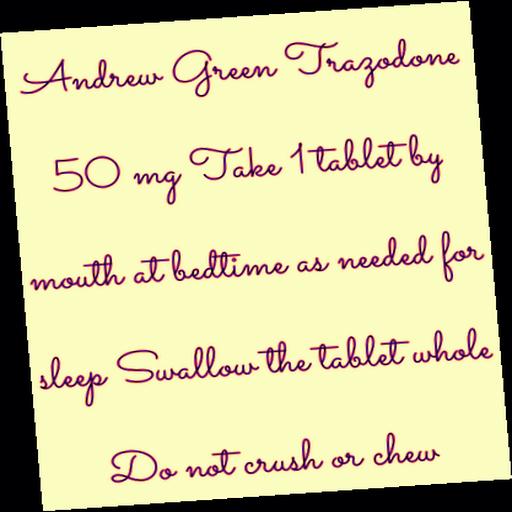 Andrew Green Trazodone
50 mg Take 1 tablet by
mouth at bedtime as needed for
sleep Swallow the tablet whole
Do not crush or chew